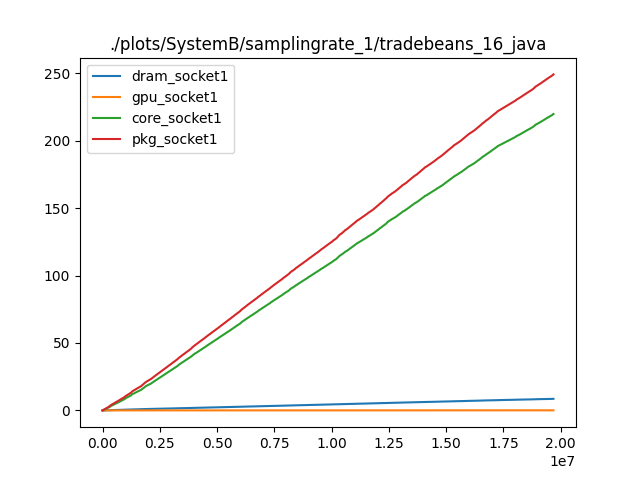 ./plots/SystemB/samplingrate_1/tradebeans_16_java
dram_socket1
gpu_socket1
core_socket1
pkg_socket1
250
200
150
100
50
0
0.00 0.25 0.50 0.75 1.00 1.25 1.50 1.75 2.00
1e7